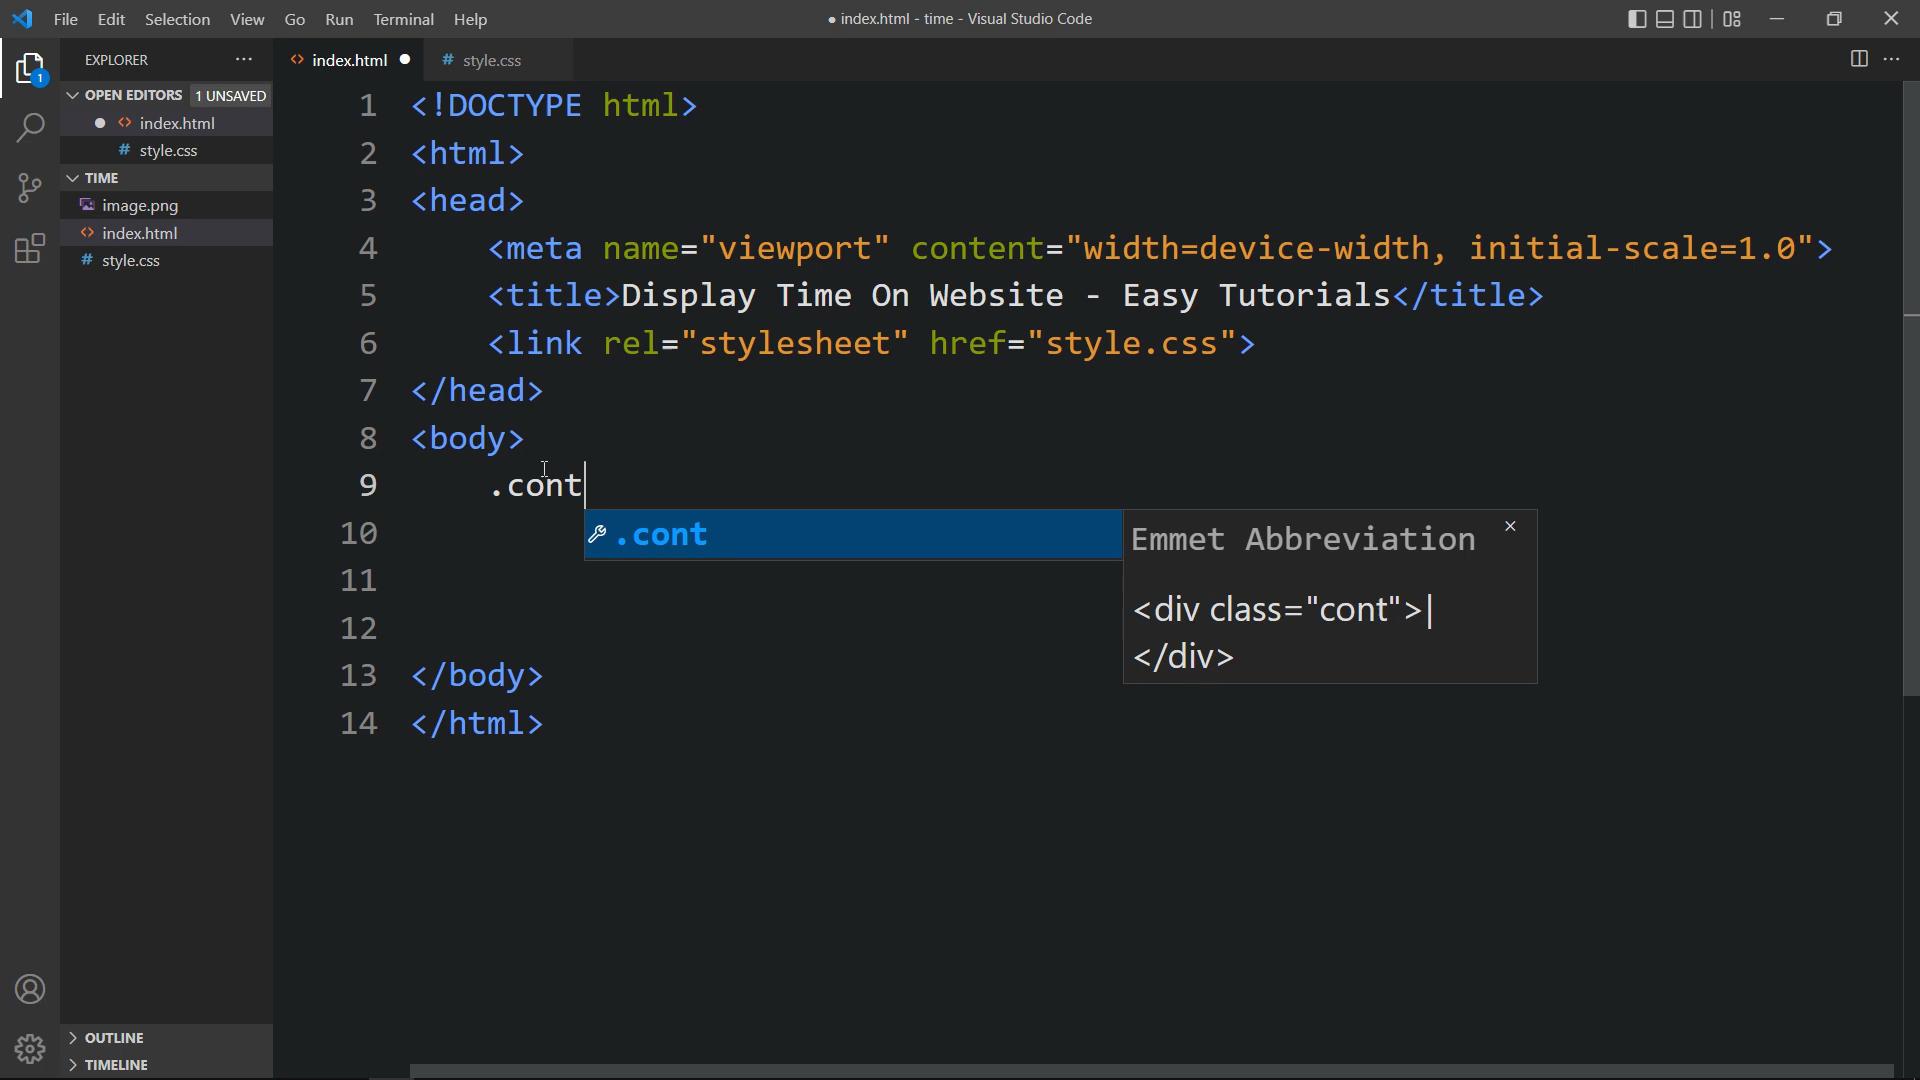 File Edit Selection View Go Run Terminal Help
● index.html - time - Visual Studio Code
EXPLORER
OPEN EDITORS 1 UNSAVED
index.html
# style.css
TIME
image.png
index.html
# style.css
OUTLINE
TIMELINE
1
index.html
# style.css
1 <!DOCTYPE html>
2 <html>
3 <head>
4 <meta name="viewport" content="width=device-width, initial-scale=1.0">
5 <title>Display Time On Website - Easy Tutorials</title>
6 <link rel="stylesheet" href="style.css">
7 </head>
8 <body>
9 .cont
10
11
12
13 </body>
14 </html>
.cont
Emmet Abbreviation
<div class="cont">|
</div>